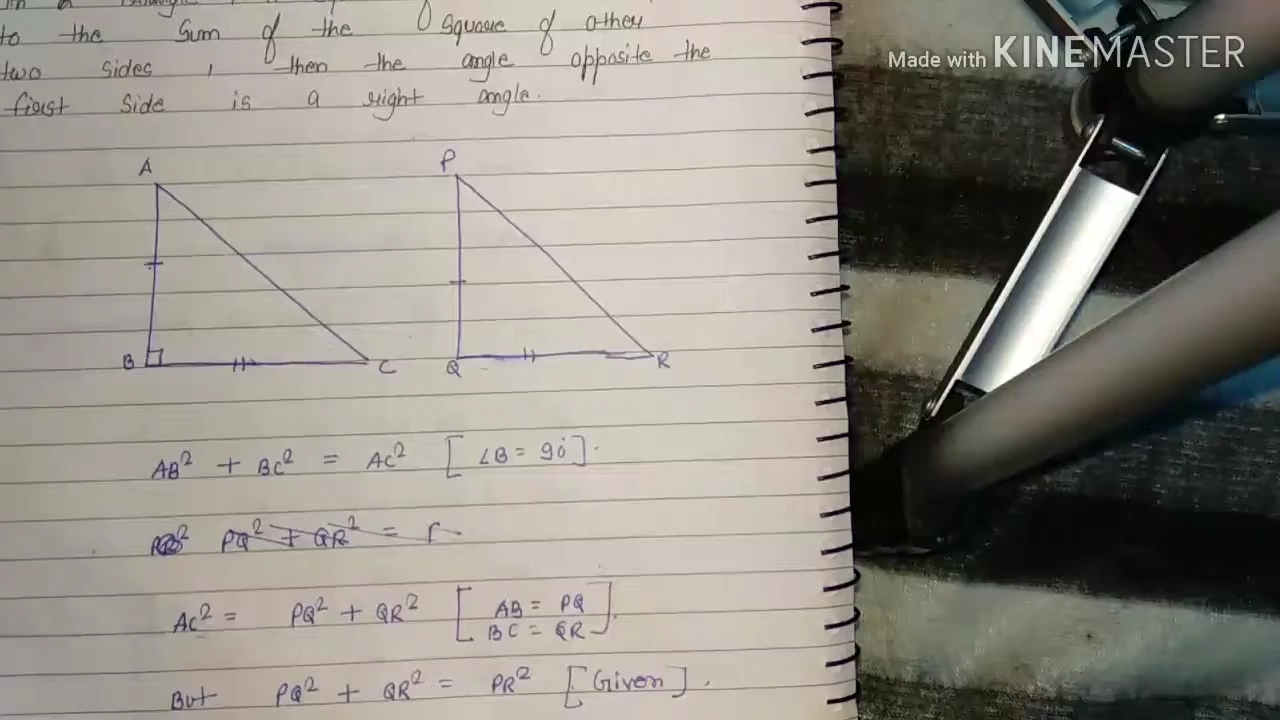 to the Sum of the Square of other
two sides, then the angle opposite the
first side is a right angle.
Made with KINEMASTER
A
P
B
C
Q
R
AB² + BC² = AC² [∠B = 90°].
PQ² + QR² =
AC² = PQ² + QR² [AB = PQ
BC = QR].
But PQ² + QR² = PR² [Given].